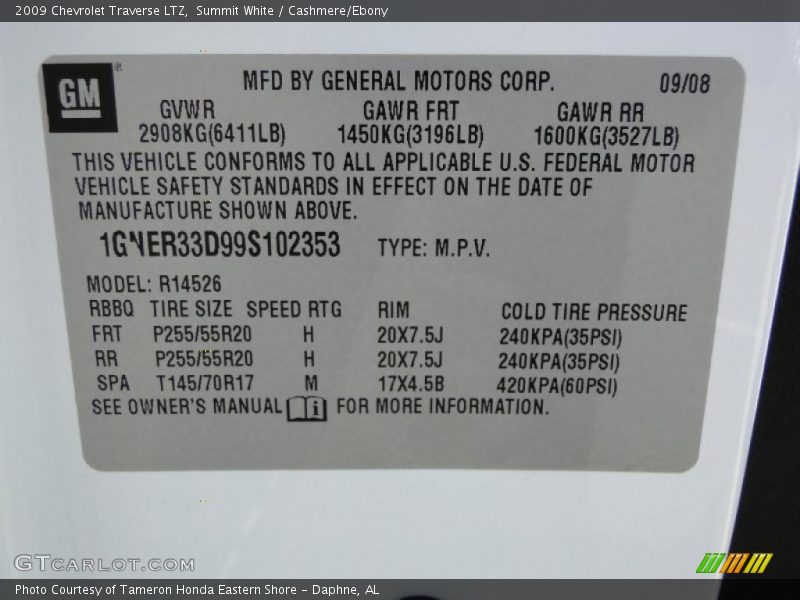 2009 Chevrolet Traverse LTZ, Summit White / Cashmere/Ebony
GM ®
MFD BY GENERAL MOTORS CORP. 09/08
GVWR GAWR FRT GAWR RR
2908KG(6411LB) 1450KG(3196LB) 1600KG(3527LB)
THIS VEHICLE CONFORMS TO ALL APPLICABLE U.S. FEDERAL MOTOR
VEHICLE SAFETY STANDARDS IN EFFECT ON THE DATE OF
MANUFACTURE SHOWN ABOVE.
1GNER33D99S102353 TYPE: M.P.V.
MODEL: R14526
RBBQ TIRE SIZE SPEED RTG RIM COLD TIRE PRESSURE
FRT P255/55R20 H 20X7.5J 240KPA(35PSI)
RR P255/55R20 H 20X7.5J 240KPA(35PSI)
SPA T145/70R17 M 17X4.5B 420KPA(60PSI)
SEE OWNER'S MANUAL i FOR MORE INFORMATION.
GTCARLOT.COM
Photo Courtesy of Tameron Honda Eastern Shore - Daphne, AL